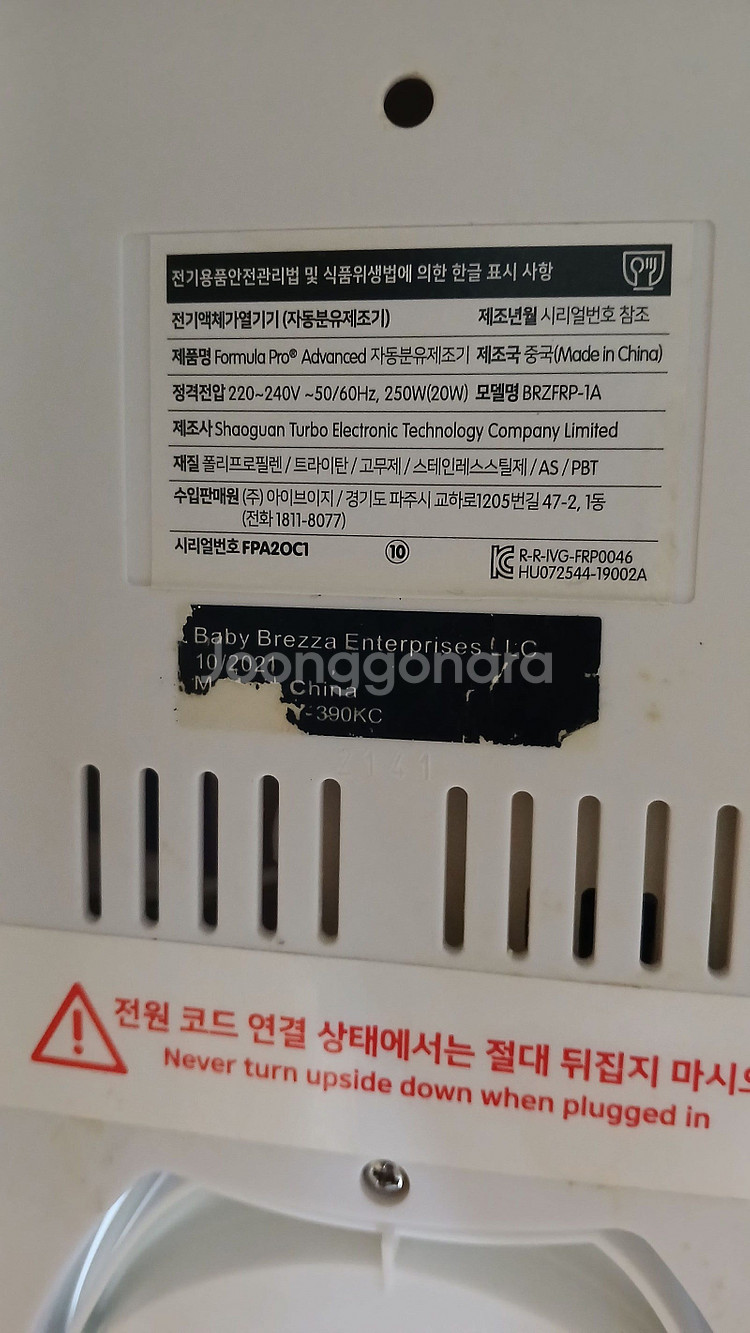 전기용품안전관리법 및 식품위생법에 의한 한글 표시 사항
전기액체가열기기 (자동분유제조기) 제조년월 시리얼번호 참조
제품명 Formula Pro® Advanced 자동분유제조기 제조국 중국(Made in China)
정격전압 220~240V ~50/60Hz, 250W(20W) 모델명 BRZFRP-1A
제조사 Shaoguan Turbo Electronic Technology Company Limited
재질 폴리프로필렌 / 트라이탄 / 고무제 / 스테인레스스틸제 / AS / PBT
수입판매원 (주) 아이브이지 / 경기도 파주시 교하로1205번길 47-2, 1동
(전화 1811-8077)
시리얼번호 FPA2OC1 ⑩ R-R-IVG-FRP0046
HU072544-19002A
Baby Brezza Enterprises LLC
10/2021
Joonggonara
China
-390KC
2141
전원 코드 연결 상태에서는 절대 뒤집지 마시오
Never turn upside down when plugged in